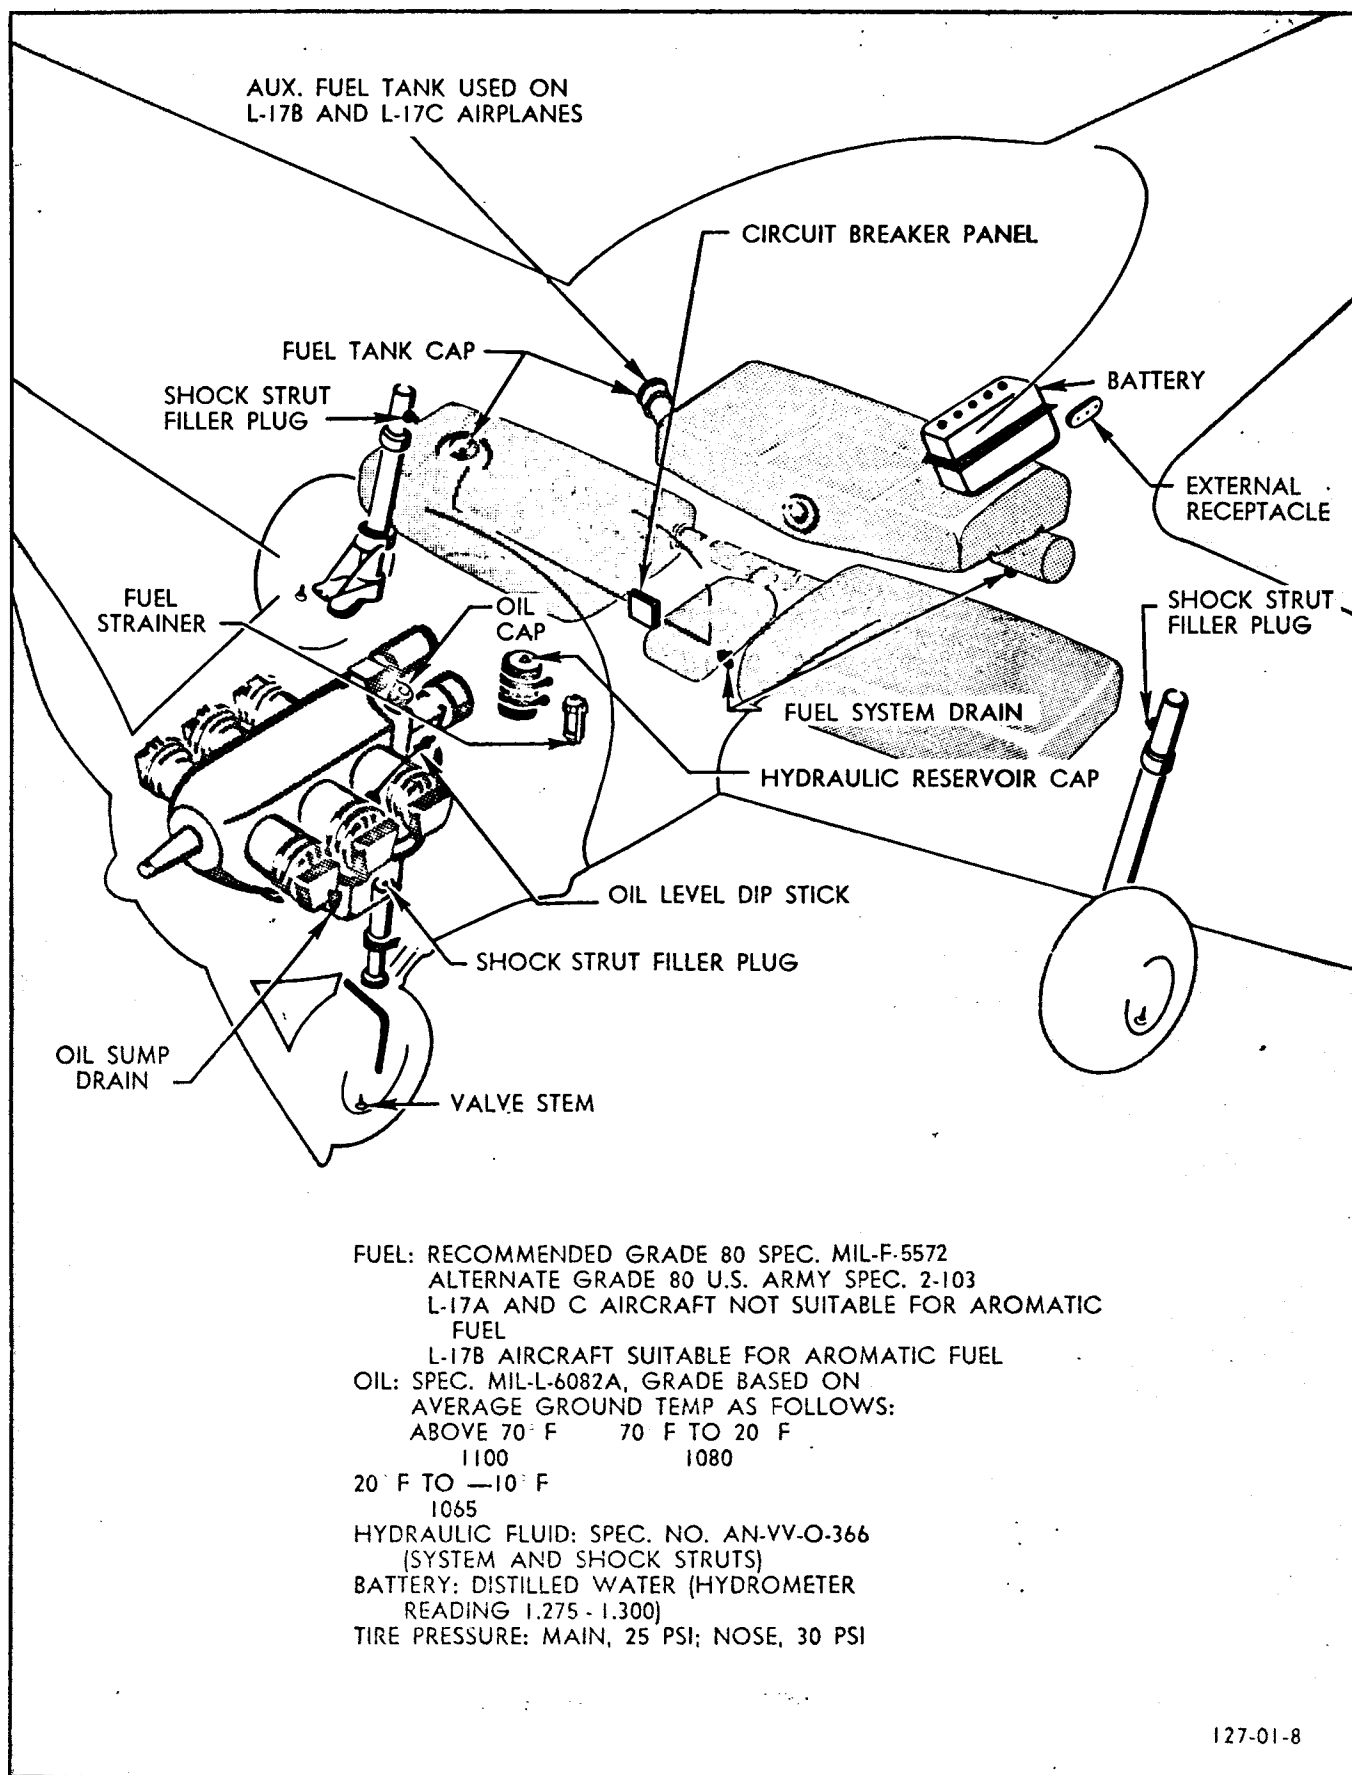 AUX. FUEL TANK USED ON
L-17B AND L-17C AIRPLANES
CIRCUIT BREAKER PANEL
FUEL TANK CAP
SHOCK STRUT
FILLER PLUG
BATTERY
EXTERNAL
RECEPTACLE
FUEL
STRAINER
OIL
CAP
SHOCK STRUT
FILLER PLUG
FUEL SYSTEM DRAIN
HYDRAULIC RESERVOIR CAP
OIL LEVEL DIP STICK
SHOCK STRUT FILLER PLUG
OIL SUMP
DRAIN
VALVE STEM
FUEL: RECOMMENDED GRADE 80 SPEC. MIL-F-5572
ALTERNATE GRADE 80 U.S. ARMY SPEC. 2-103
L-17A AND C AIRCRAFT NOT SUITABLE FOR AROMATIC
FUEL
L-17B AIRCRAFT SUITABLE FOR AROMATIC FUEL
OIL: SPEC. MIL-L-6082A, GRADE BASED ON
AVERAGE GROUND TEMP AS FOLLOWS:
ABOVE 70° F 70 F TO 20 F
1100 1080
20° F TO —10° F
1065
HYDRAULIC FLUID: SPEC. NO. AN-VV-O-366
(SYSTEM AND SHOCK STRUTS)
BATTERY: DISTILLED WATER (HYDROMETER
READING 1.275 - 1.300)
TIRE PRESSURE: MAIN, 25 PSI; NOSE, 30 PSI
127-01-8